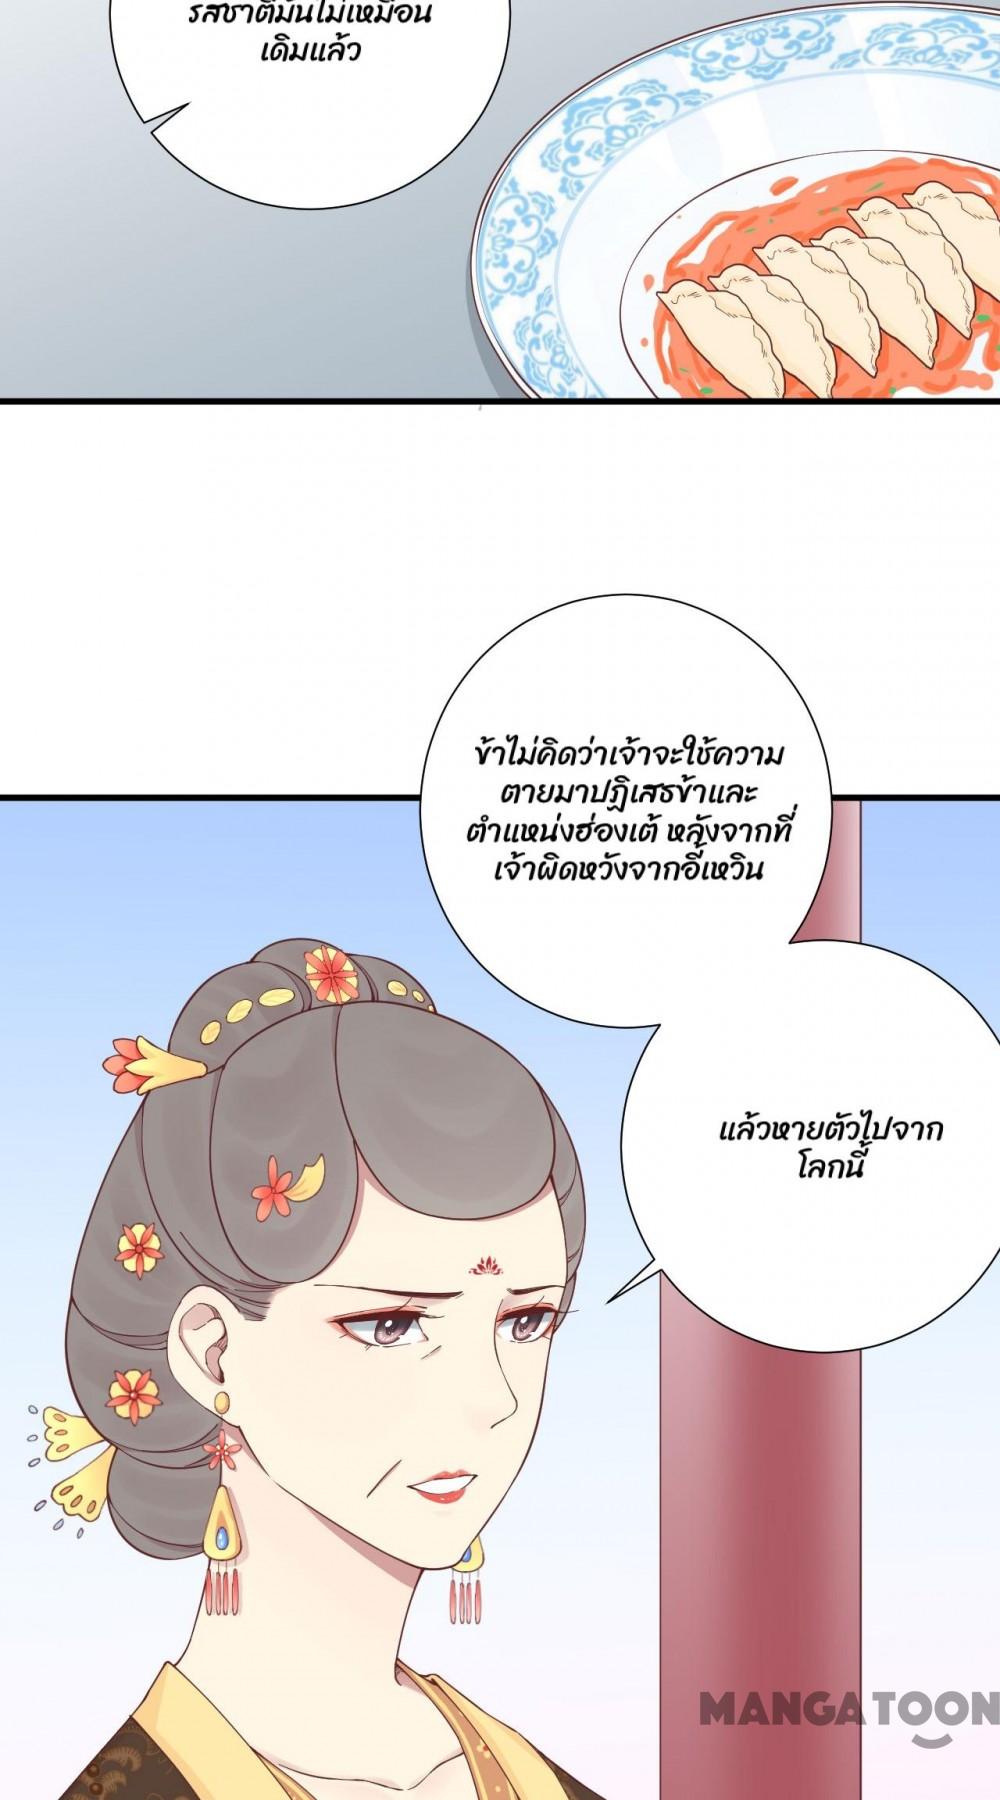 รสชาติมันไม่เหมือน
เดิมแล้ว
ข้าไม่คิดว่าเจ้าจะใช้ความ
ตายมาปฏิเสธข้าและ
ตำแหน่งฮ่องเต้ หลังจากที่
เจ้าผิดหวังจากอี้เหวิน
แล้วหายตัวไปจาก
โลกนี้
MANGATOON